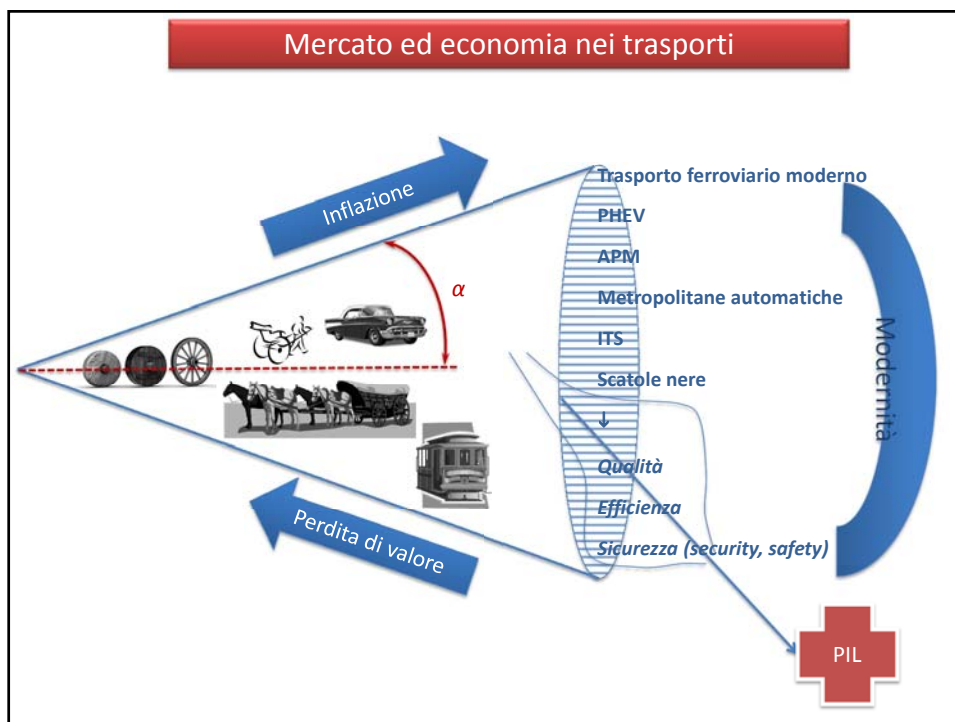 Mercato ed economia nei trasporti
Inflazione
α
Perdita di valore
Trasporto ferroviario moderno
PHEV
APM
Metropolitane automatiche
ITS
Scatole nere
↓
Qualità
Efficienza
Sicurezza (security, safety)
Modernità
PIL